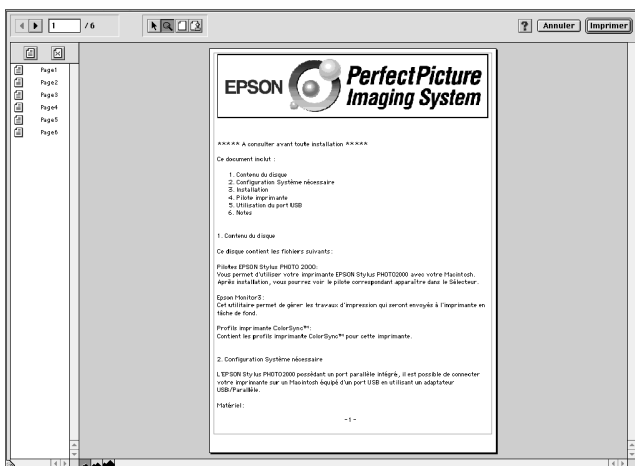 1 / 6
? Annuler Imprimer
Page1
Page2
Page3
Page4
Page5
Page6
EPSON PerfectPicture
Imaging System
***** A consulter avant toute installation *****
Ce document inclut :
1. Contenu du disque
2. Configuration Système nécessaire
3. Installation
4. Pilote imprimante
5. Utilisation du port USB
6. Notes
1. Contenu du disque
Ce disque contient les fichiers suivants:
Pilotes EPSON Stylus PHOTO 2000:
Vous permet d'utiliser votre imprimante EPSON Stylus PHOTO2000 avec votre Macintosh.
Après installation, vous pourrez voir le pilote correspondant apparaître dans le Sélecteur.
Epson Monitor3:
Cet utilitaire permet de gérer les travaux d'impression qui seront envoyés à l'imprimante en
tâche de fond.
Profils imprimante ColorSync™:
Contient les profils imprimante ColorSync™ pour cette imprimante.
2. Configuration Système nécessaire
L'EPSON Stylus PHOTO2000 possédant un port parallèle intégré, il est possible de connecter
votre imprimante sur un Macintosh équipé d'un port USB en utilisant un adaptateur
USB/Parallèle.
Matériel:
-1-